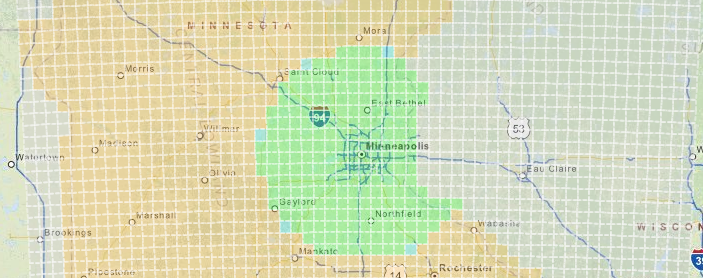 MINNESOTA
Mora
Morris
Saint Cloud
East Bethel
94
Willmar
53
Madison
Minneapolis
Watertown
Eau Claire
Olivia
Gaylord
Marshall
Northfield
Wabasha
WISCON
Brookings
Mankato
Pipestone
14
Rochester